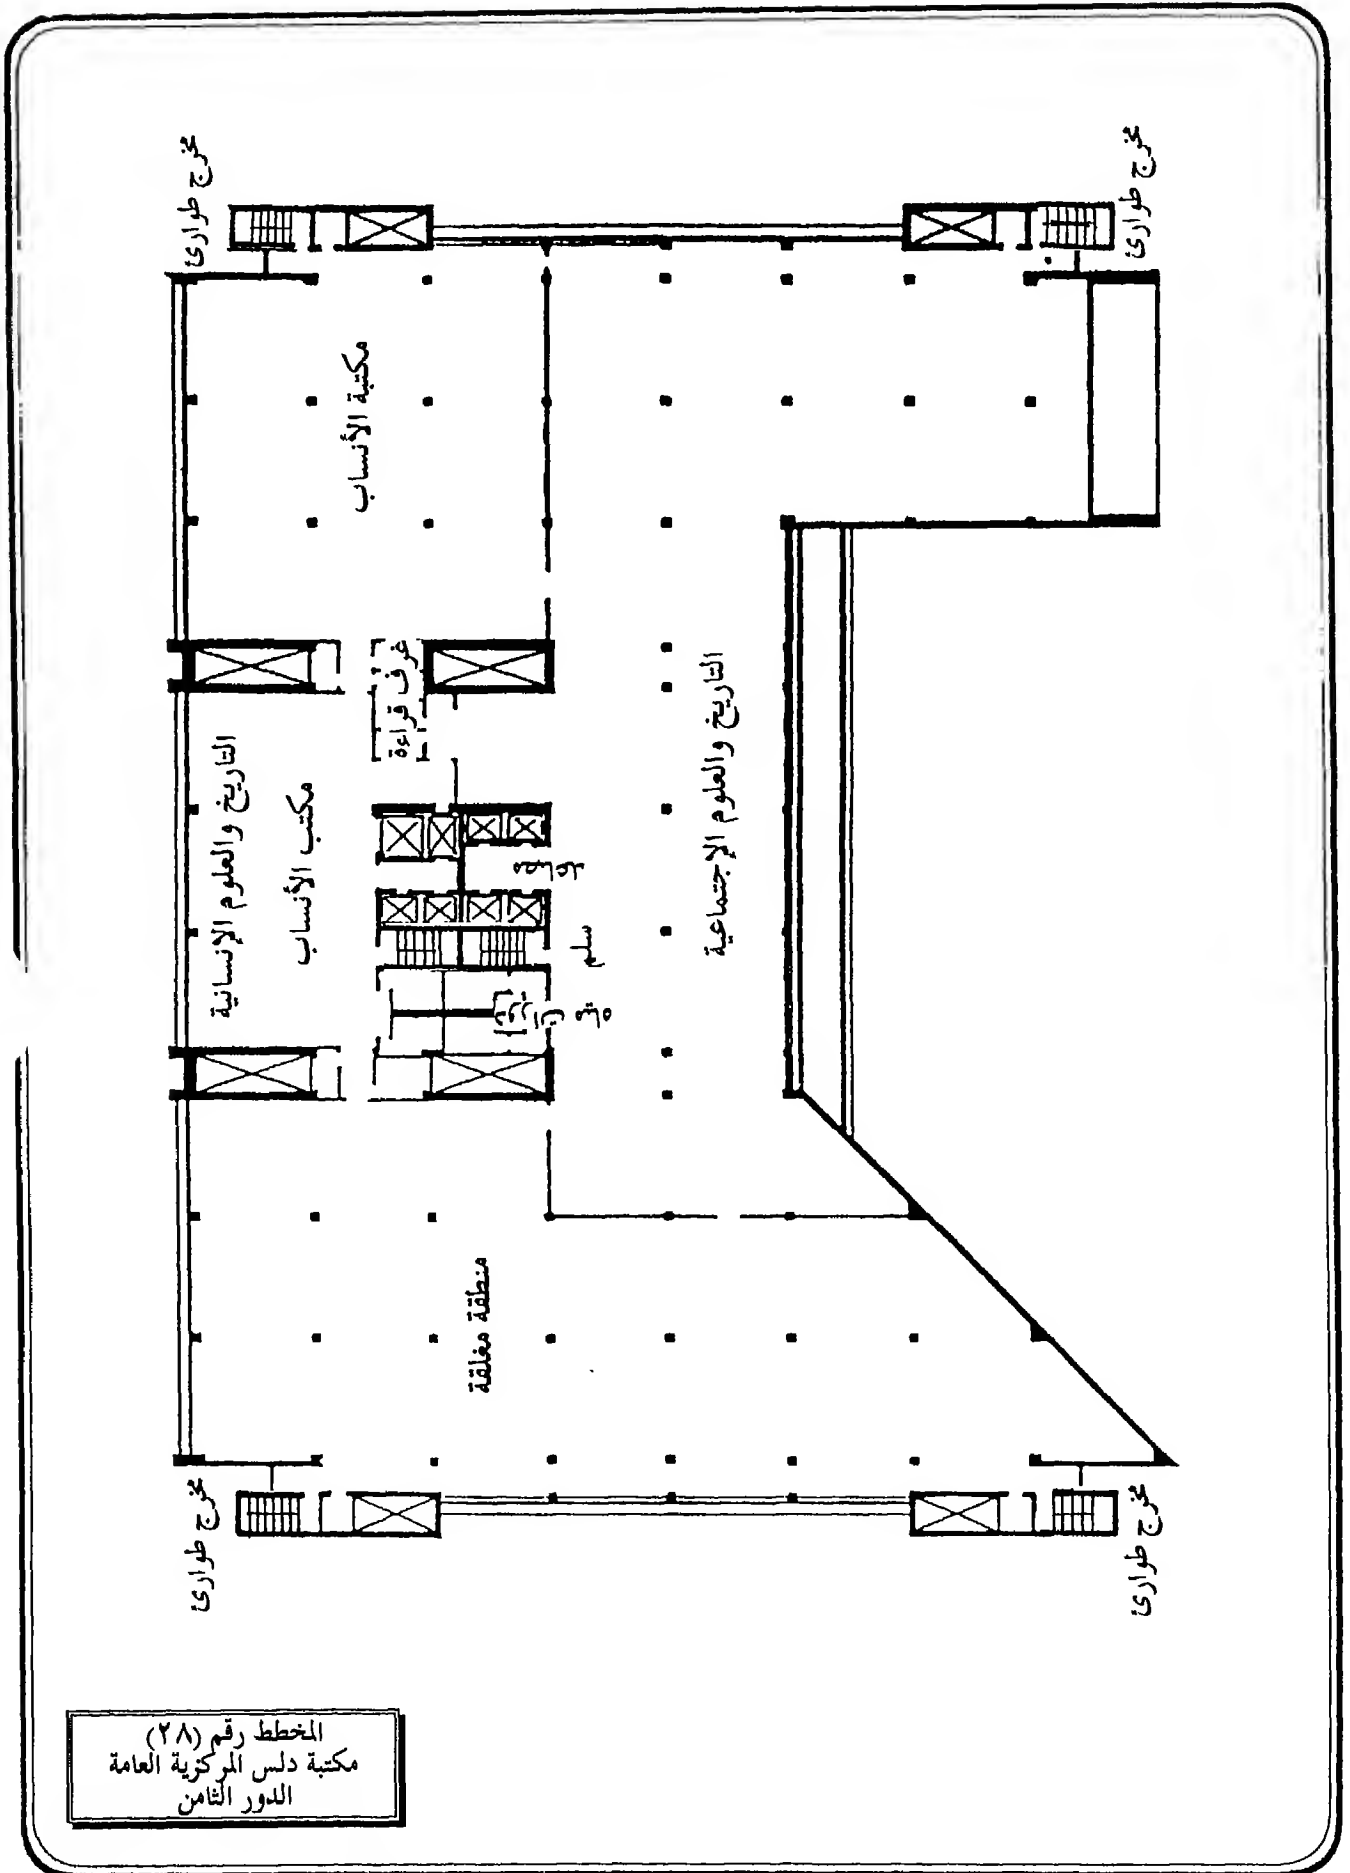 مخرج طوارئ
مخرج طوارئ
مكتبة الأنساب
غرف قراءة
التاريخ والعلوم الإنسانية
مكتب الأنساب
التاريخ والعلوم الإجتماعية
سلم
منطقة مغلقة
مخرج طوارئ
مخرج طوارئ
المخطط رقم (٢٨)
مكتبة دلس المركزية العامة
الدور الثامن